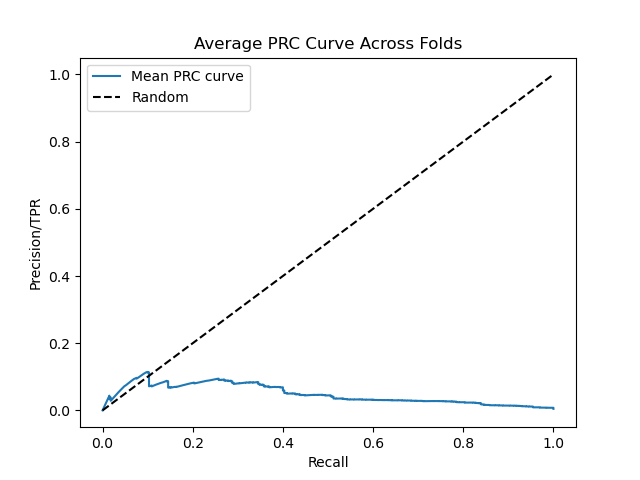 Average PRC Curve Across Folds
Mean PRC curve
Random
1.0
0.8
0.6
0.4
0.2
0.0
Precision/TPR
0.0 0.2 0.4 0.6 0.8 1.0
Recall